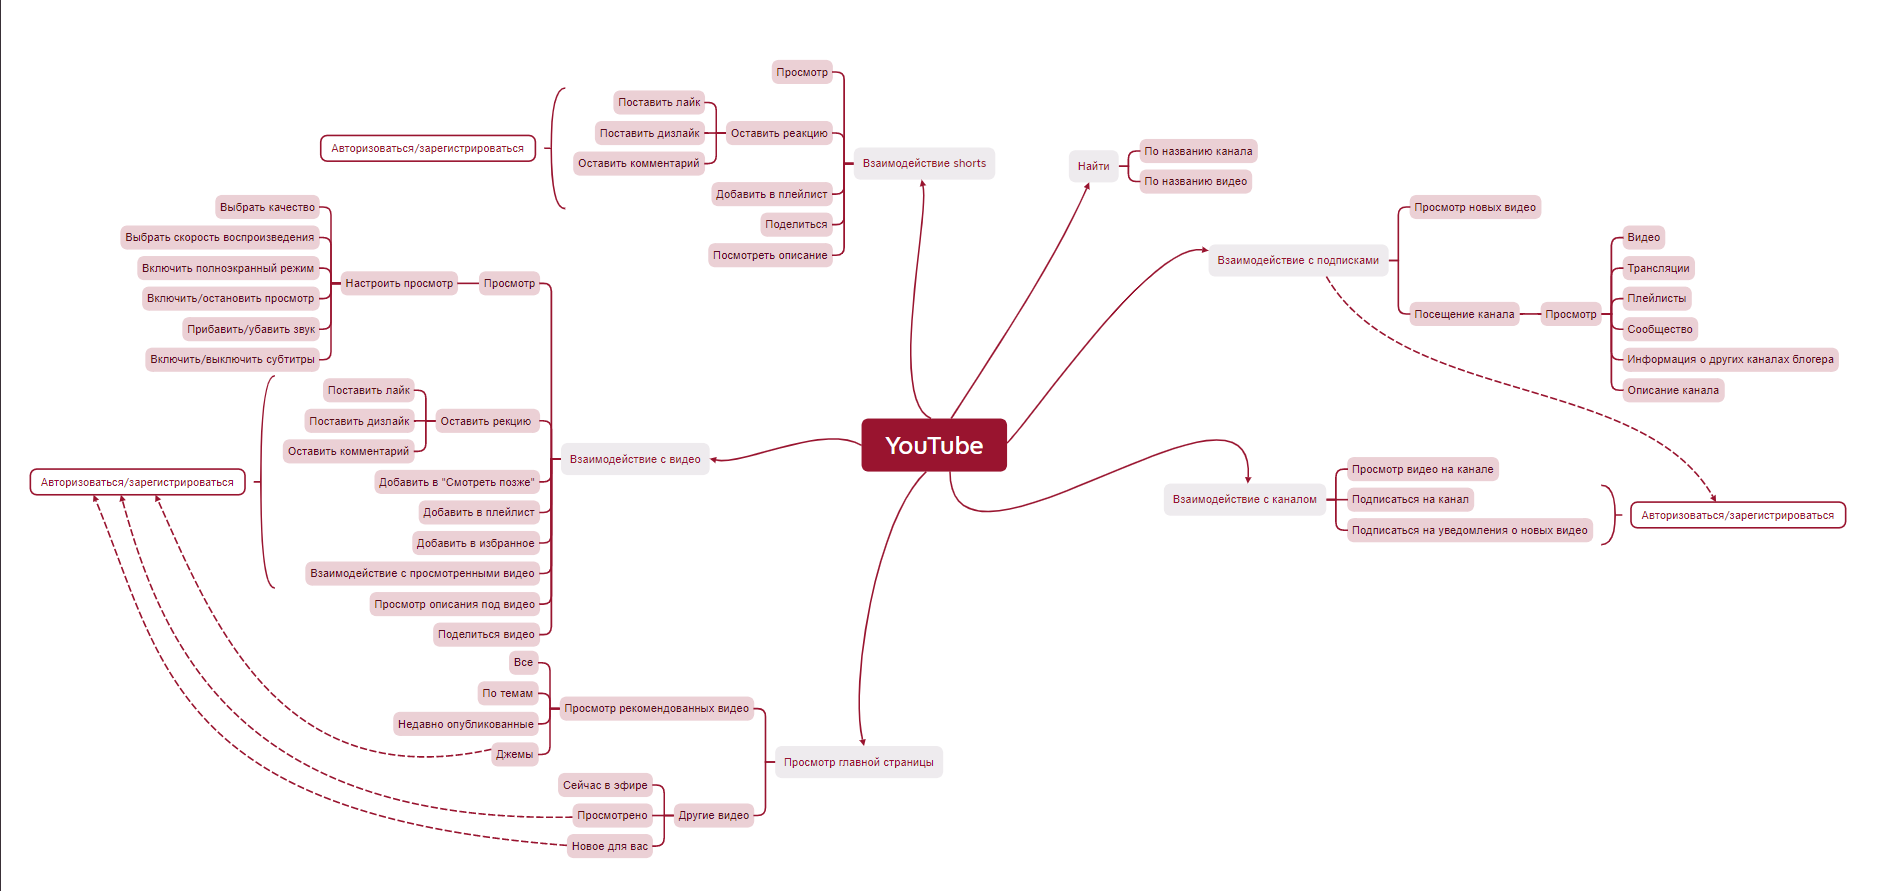 YouTube
Взаимодействие shorts
Просмотр
Оставить реакцию
Поставить лайк
Поставить дизлайк
Оставить комментарий
Добавить в плейлист
Поделиться
Посмотреть описание
Авторизоваться/зарегистрироваться
Найти
По названию канала
По названию видео
Взаимодействие с подписками
Просмотр новых видео
Посещение канала
Просмотр
Видео
Трансляции
Плейлисты
Сообщество
Информация о других каналах блогера
Описание канала
Взаимодействие с каналом
Просмотр видео на канале
Подписаться на канал
Подписаться на уведомления о новых видео
Авторизоваться/зарегистрироваться
Взаимодействие с видео
Просмотр
Настроить просмотр
Выбрать качество
Выбрать скорость воспроизведения
Включить полноэкранный режим
Включить/остановить просмотр
Прибавить/убавить звук
Включить/выключить субтитры
Оставить рекцию
Поставить лайк
Поставить дизлайк
Оставить комментарий
Добавить в "Смотреть позже"
Добавить в плейлист
Добавить в избранное
Взаимодействие с просмотренными видео
Просмотр описания под видео
Поделиться видео
Авторизоваться/зарегистрироваться
Просмотр главной страницы
Просмотр рекомендованных видео
Все
По темам
Недавно опубликованные
Джемы
Другие видео
Сейчас в эфире
Просмотрено
Новое для вас